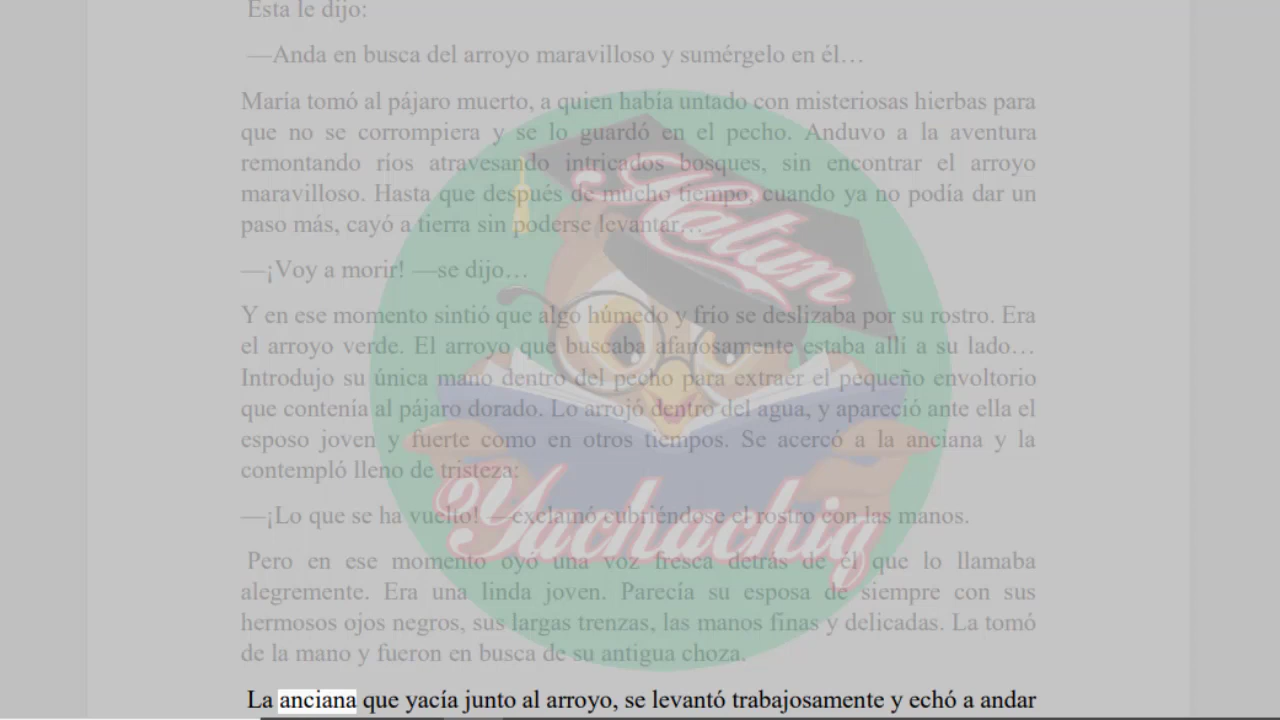 Esta le dijo:
—Anda en busca del arroyo maravilloso y sumérgelo en él…
María tomó al pájaro muerto, a quien había untado con misteriosas hierbas para
que no se corrompiera y se lo guardó en el pecho. Anduvo a la aventura
remontando ríos atravesando intricados bosques, sin encontrar el arroyo
maravilloso. Hasta que después de mucho tiempo, cuando ya no podía dar un
paso más, cayó a tierra sin poderse levantar…
—¡Voy a morir! —se dijo…
Y en ese momento sintió que algo húmedo y frío se deslizaba por su rostro. Era
el arroyo verde. El arroyo que buscaba afanosamente estaba allí a su lado…
Introdujo su única mano dentro del pecho para extraer el pequeño envoltorio
que contenía al pájaro dorado. Lo arrojó dentro del agua, y apareció ante ella el
esposo joven y fuerte como en otros tiempos. Se acercó a la anciana y la
contempló lleno de tristeza:
—¡Lo que se ha vuelto! —exclamó cubriéndose el rostro con las manos.
Pero en ese momento oyó una voz fresca detrás de él que lo llamaba
alegremente. Era una linda joven. Parecía su esposa de siempre con sus
hermosos ojos negros, sus largas trenzas, las manos finas y delicadas. La tomó
de la mano y fueron en busca de su antigua choza.
La anciana que yacía junto al arroyo, se levantó trabajosamente y echó a andar
Hatun
Yachachiq